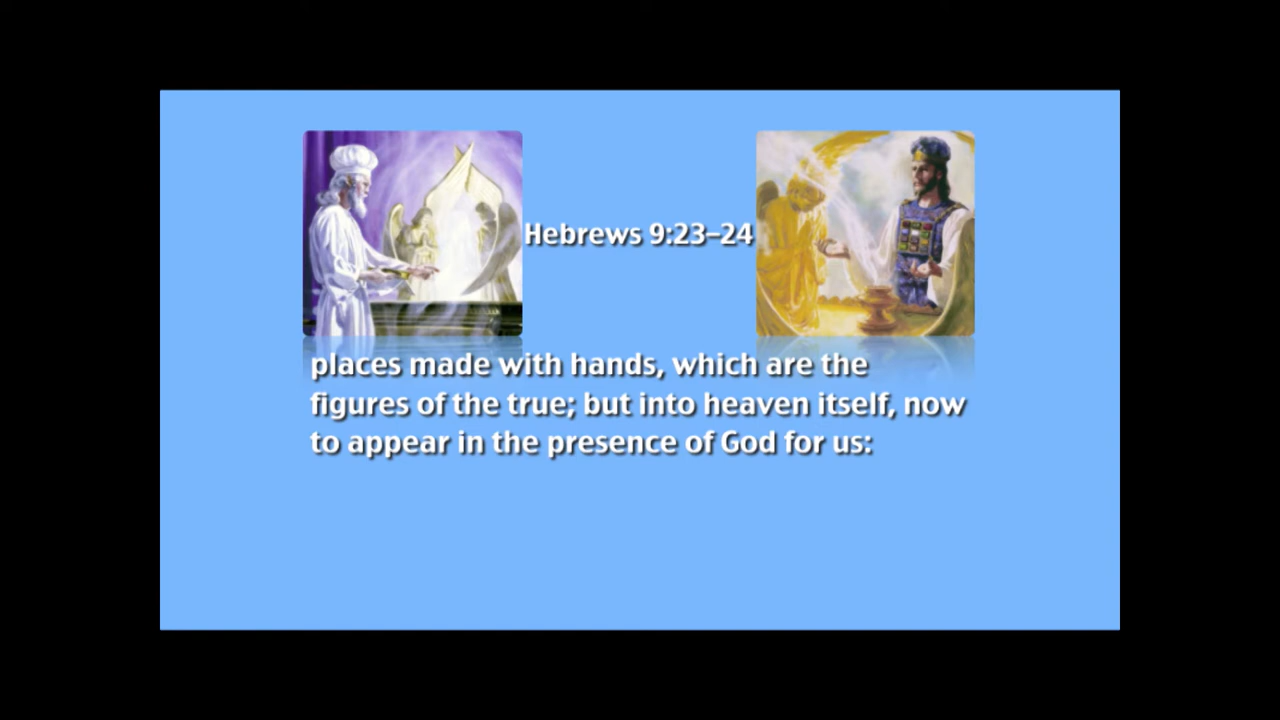 Hebrews 9:23–24
places made with hands, which are the
figures of the true; but into heaven itself, now
to appear in the presence of God for us: